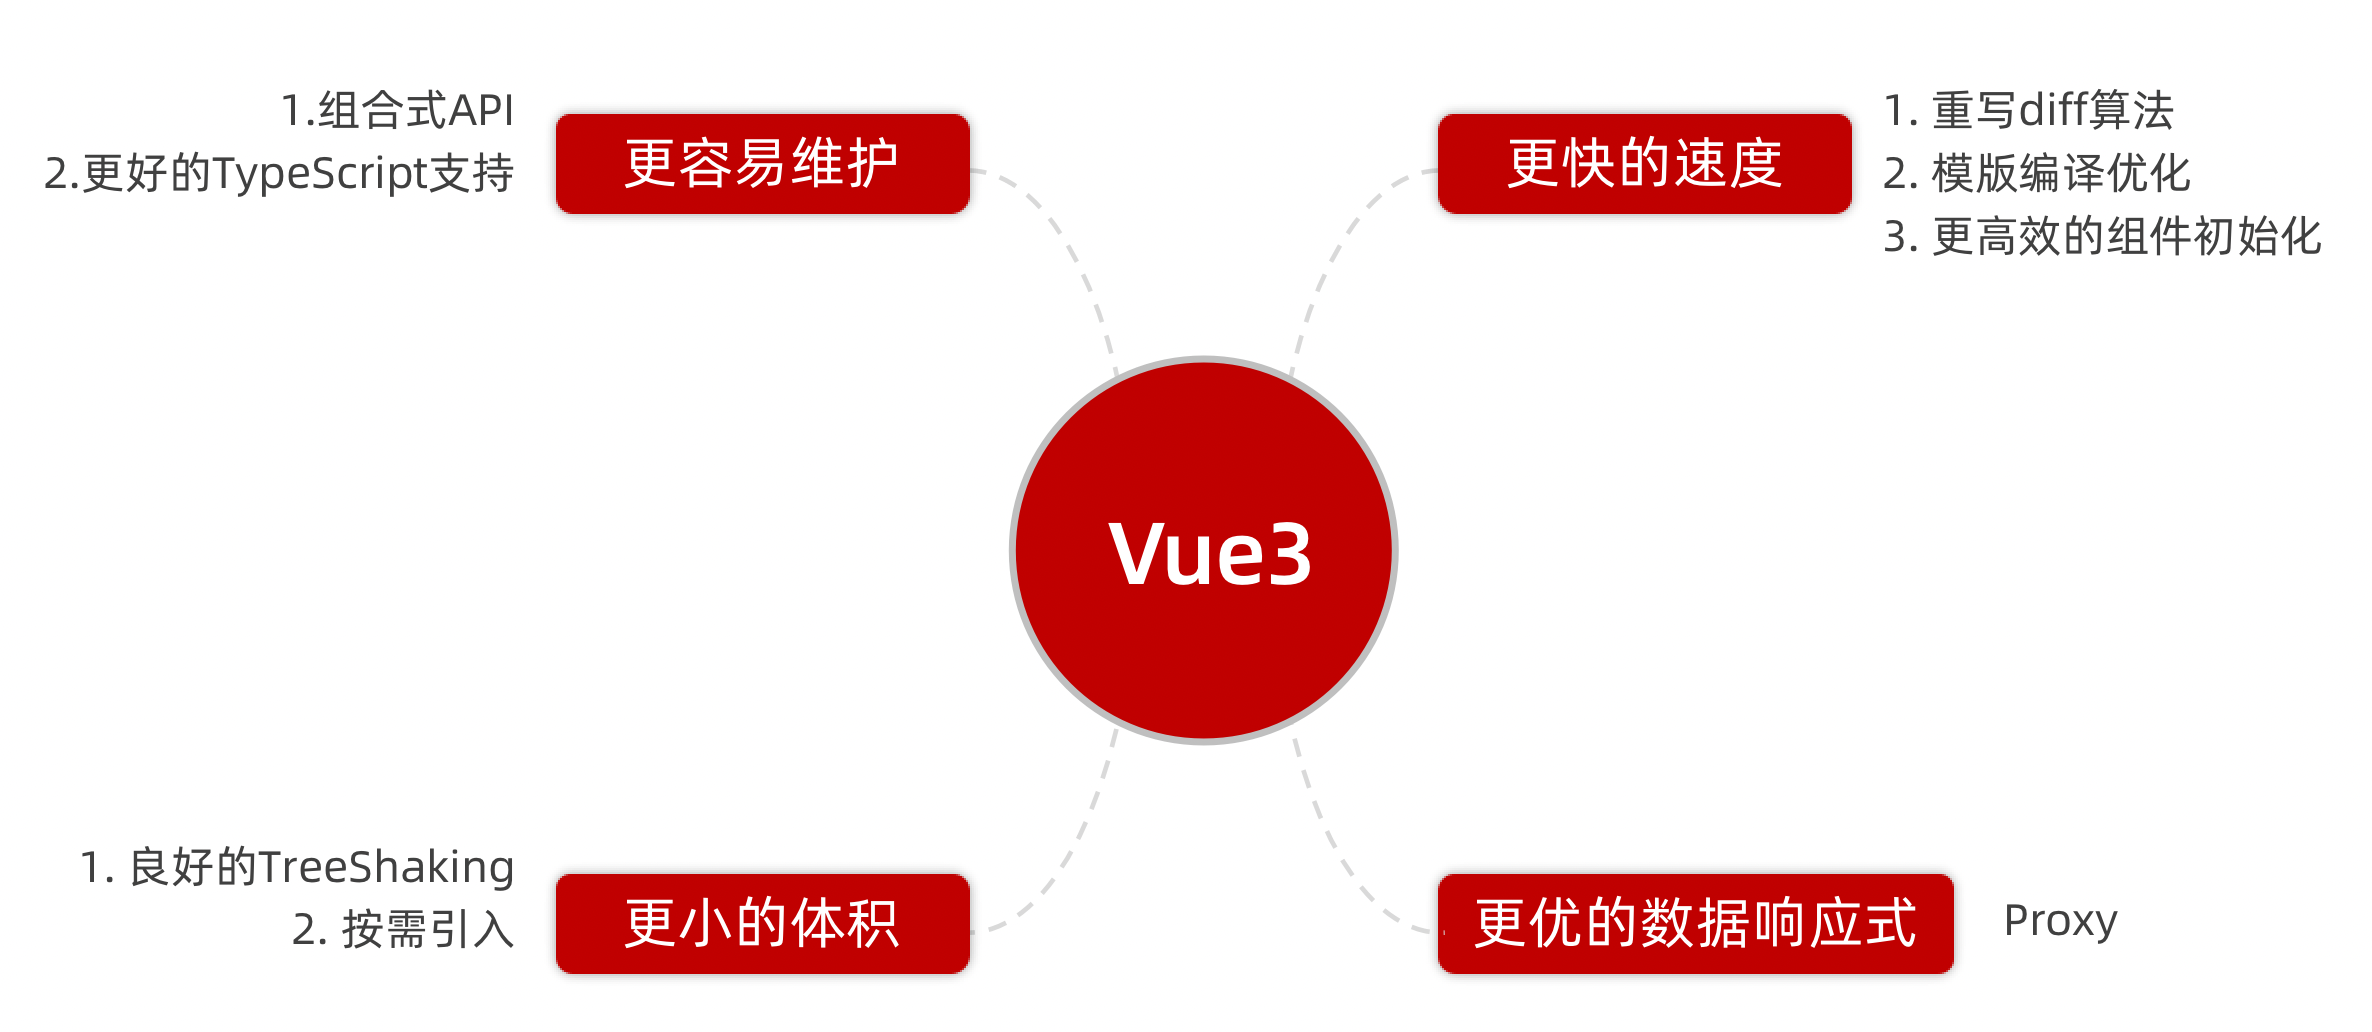 1.组合式API
2.更好的TypeScript支持
更容易维护
更快的速度
1. 重写diff算法
2. 模版编译优化
3. 更高效的组件初始化
Vue3
1. 良好的TreeShaking
2. 按需引入
更小的体积
更优的数据响应式
Proxy